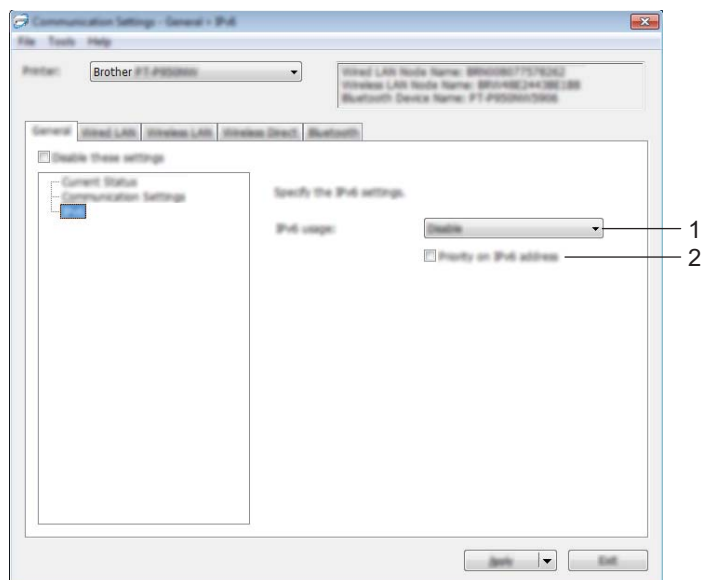 Communication Settings - General > IPv6
File Tools Help
Printer:
Brother PT-P950NW
Wired LAN Node Name:
Wireless LAN Node Name:
Bluetooth Device Name:
General Wired LAN Wireless LAN Wireless Direct Bluetooth
Disable these settings
Current Status
Communication Settings
IPv6
Specify the IPv6 settings.
IPv6 usage:
Disable
1
Priority on IPv6 address
2
Apply
Exit